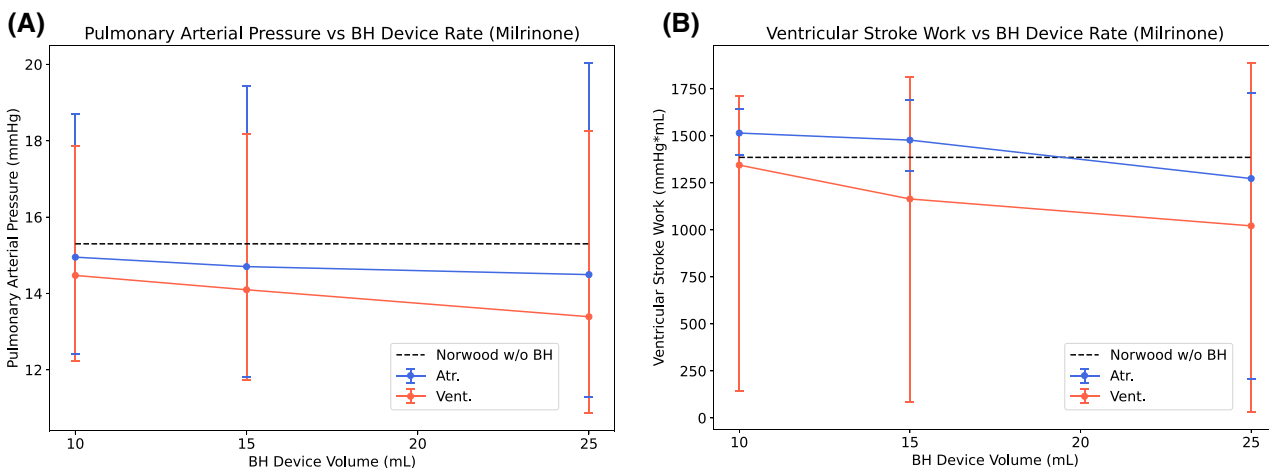 (A)
Pulmonary Arterial Pressure vs BH Device Rate (Milrinone)
Pulmonary Arterial Pressure (mmHg)
20
18
16
14
12
Norwood w/o BH
Atr.
Vent.
10
15
20
25
BH Device Volume (mL)
(B)
Ventricular Stroke Work vs BH Device Rate (Milrinone)
Ventricular Stroke Work (mmHg*mL)
1750
1500
1250
1000
750
500
250
0
Norwood w/o BH
Atr.
Vent.
10
15
20
25
BH Device Volume (mL)